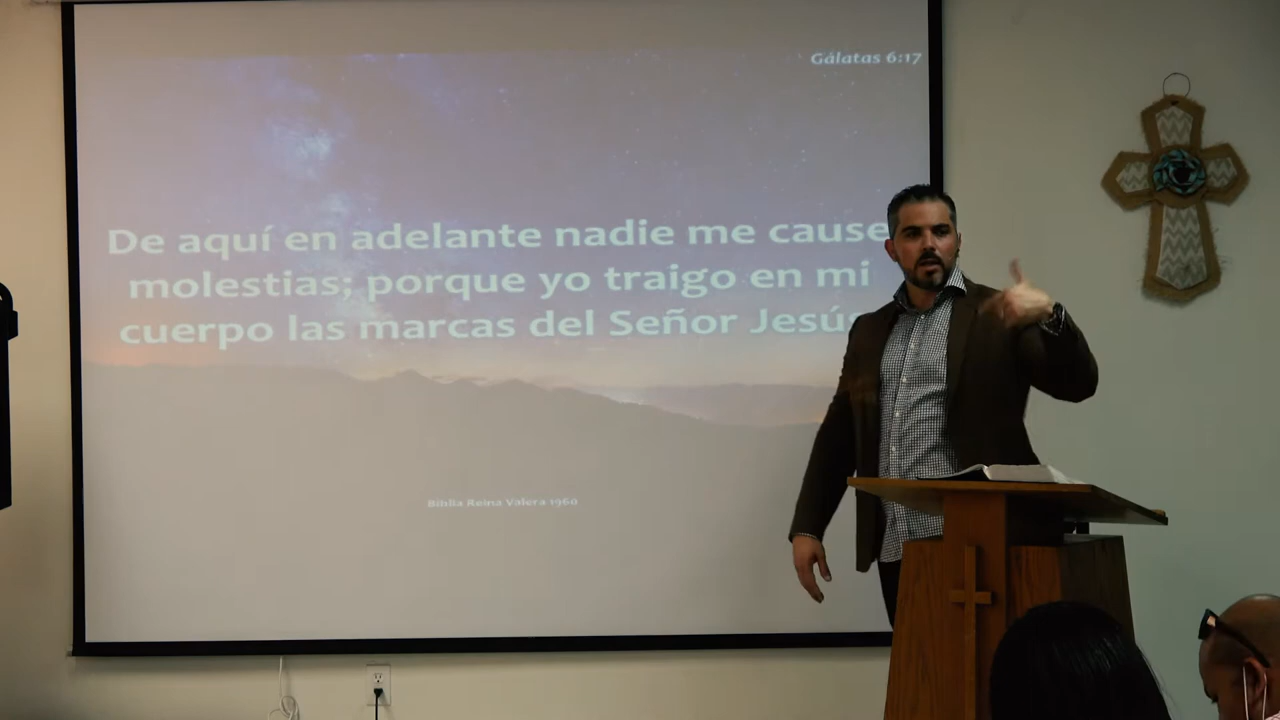 Gálatas 6:17
De aquí en adelante nadie me cause
molestias; porque yo traigo en mi
cuerpo las marcas del Señor Jesús
Biblia Reina Valera 1960